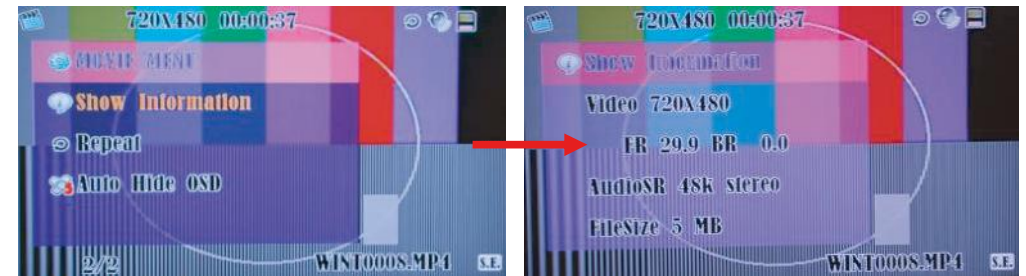 720X480 00:00:37
MOVIE MENU
Show Information
Repeat
Auto Hide OSD
2/2
WINT0008.MP4
S.E.
720X480 00:00:37
Show Information
Video 720X480
FR 29.9 BR 0.0
AudioSR 48k stereo
FileSize 5 MB
WINT0008.MP4
S.E.